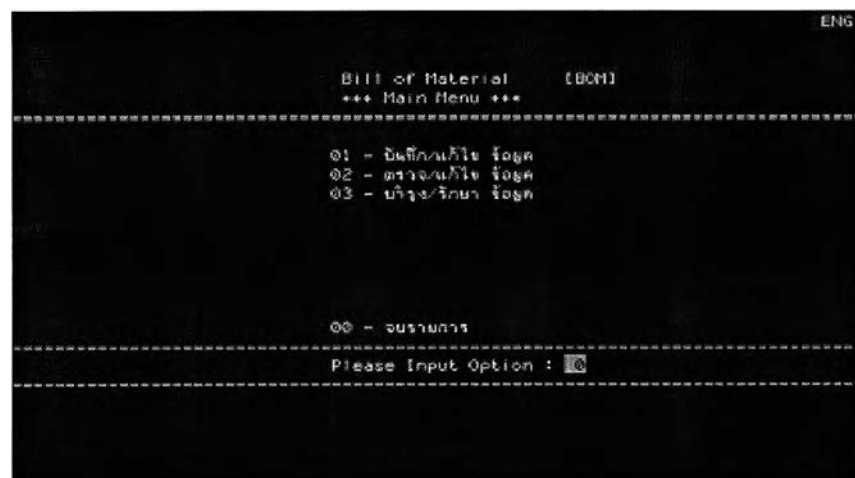 ENG
Bill of Material [BOM]
*** Main Menu ***
01 - บันทึก/แก้ไข ข้อมูล
02 - ตรวจ/แก้ไข ข้อมูล
03 - บำรุง/รักษา ข้อมูล
00 - จบรายการ
Please Input Option : 0